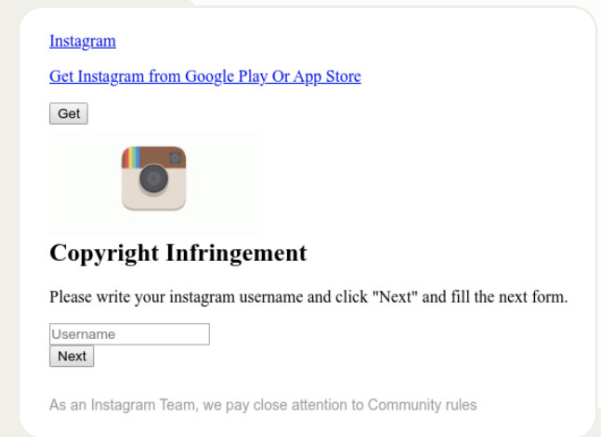 Instagram
Get Instagram from Google Play Or App Store
Get
Copyright Infringement
Please write your instagram username and click "Next" and fill the next form.
Username
Next
As an Instagram Team, we pay close attention to Community rules